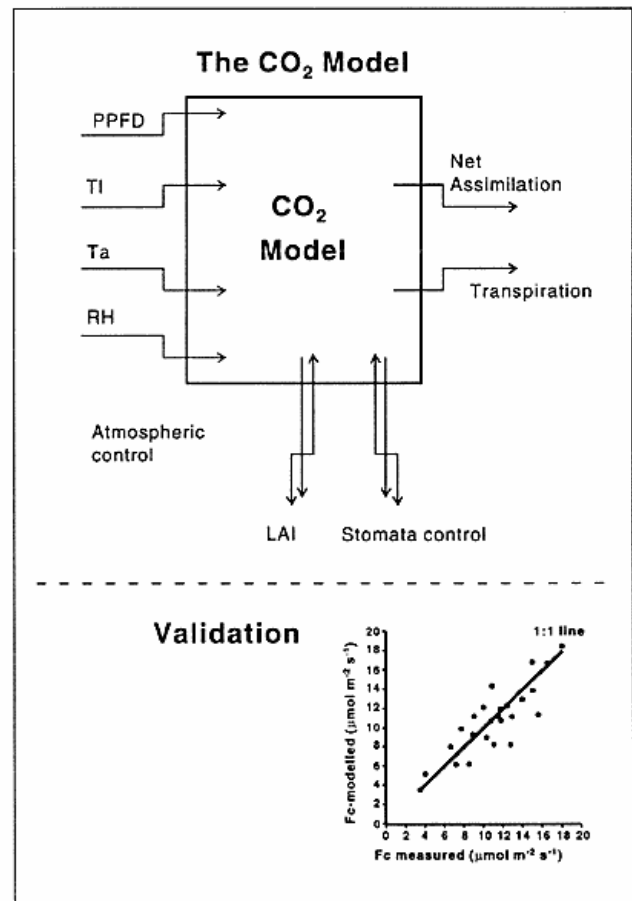 The CO₂ Model
PPFD
Tl
Ta
RH
CO₂
Model
Net
Assimilation
Transpiration
Atmospheric
control
LAI
Stomata control
Validation
1:1 line
Fc-modelled (μmol m⁻² s⁻¹)
20
18
16
14
12
10
8
6
4
2
0
0 2 4 6 8 10 12 14 16 18 20
Fc measured (μmol m⁻² s⁻¹)